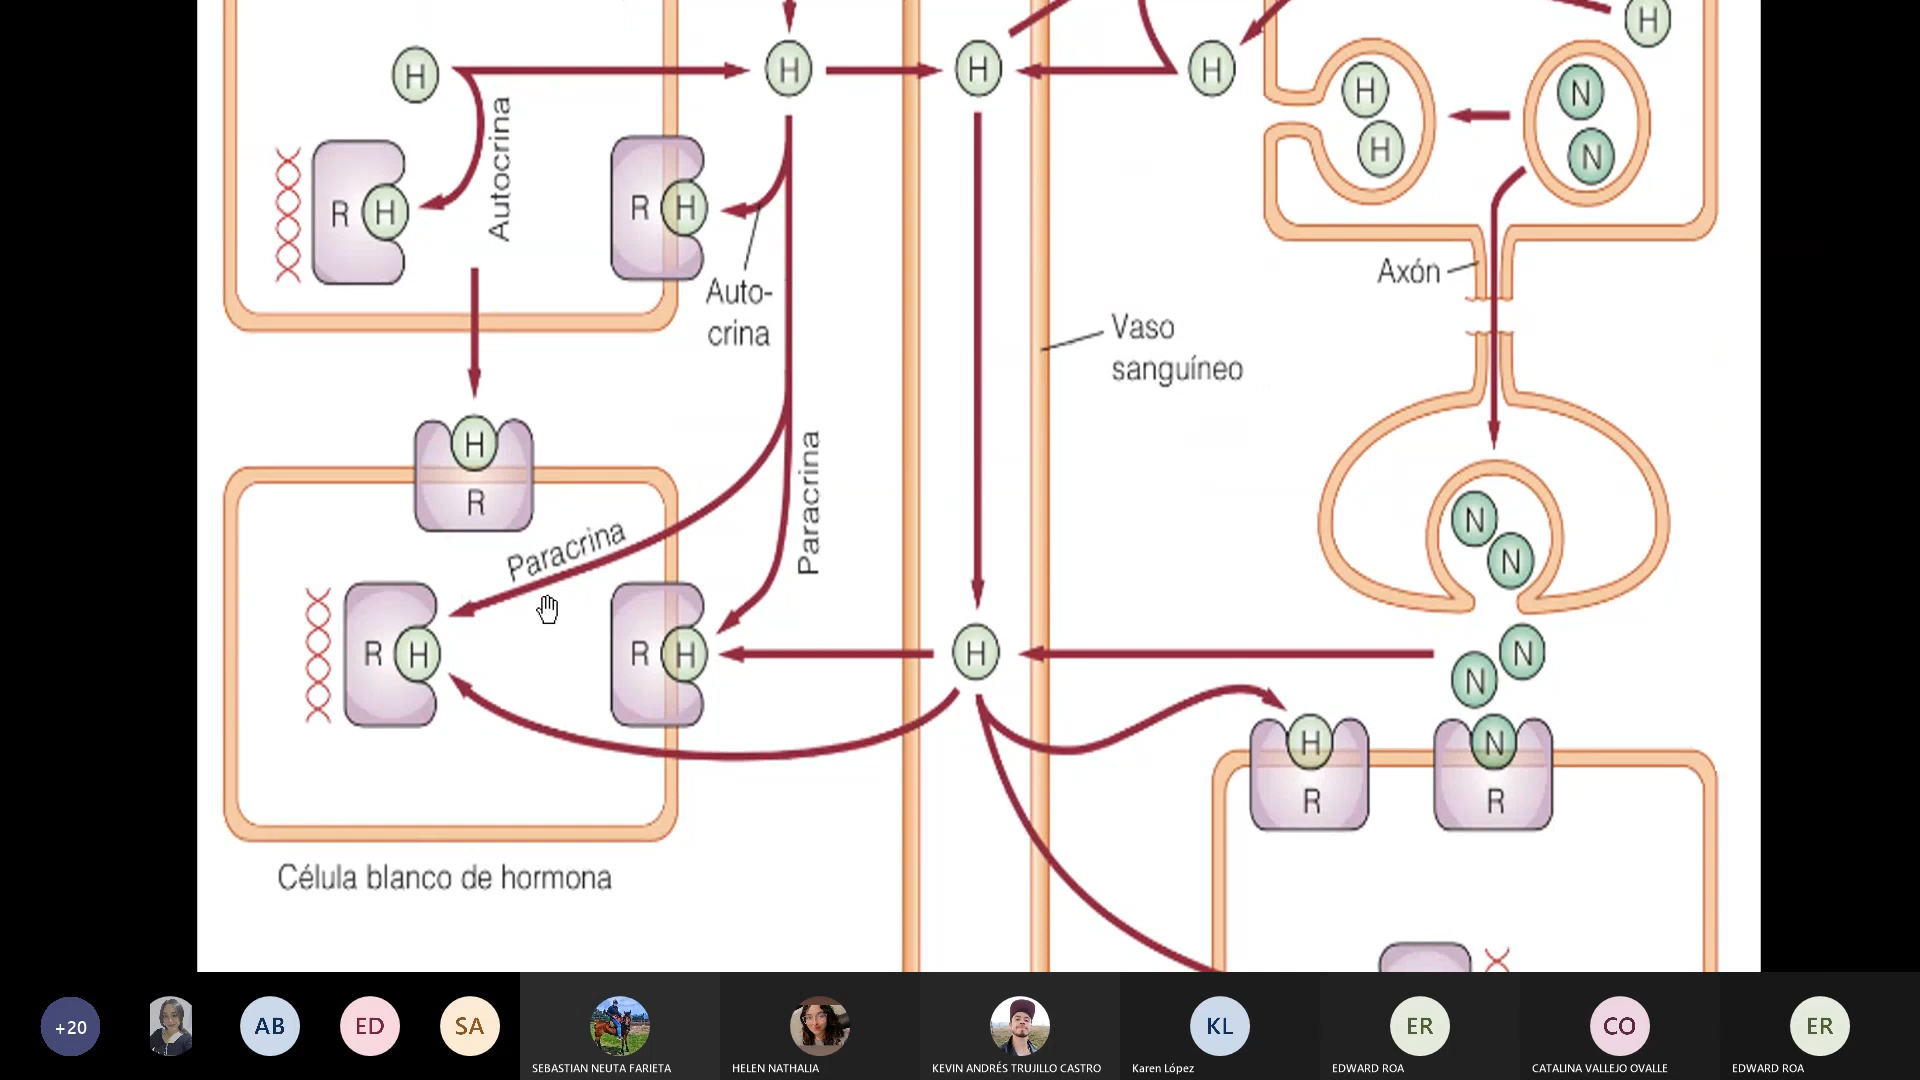 H
H
H
H
H
H
H
N
N
Autocrina
R H
R H
Auto-
crina
Axón
Vaso
sanguíneo
H
R
Paracrina
Paracrina
N
N
R H
R H
H
N
N
H
R
N
R
Célula blanco de hormona
+20
AB
ED
SA
KL
ER
CO
ER
SEBASTIAN NEUTA FARIETA
HELEN NATHALIA
KEVIN ANDRÉS TRUJILLO CASTRO
Karen López
EDWARD ROA
CATALINA VALLEJO OVALLE
EDWARD ROA